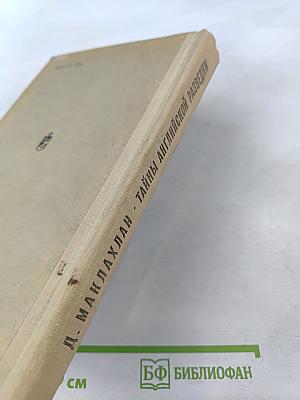 Д. МАКЛАХЛАН · ТАЙНЫ АНГЛИЙСКОЙ РАЗВЕДКИ
см
БФ БИБЛИОФАН